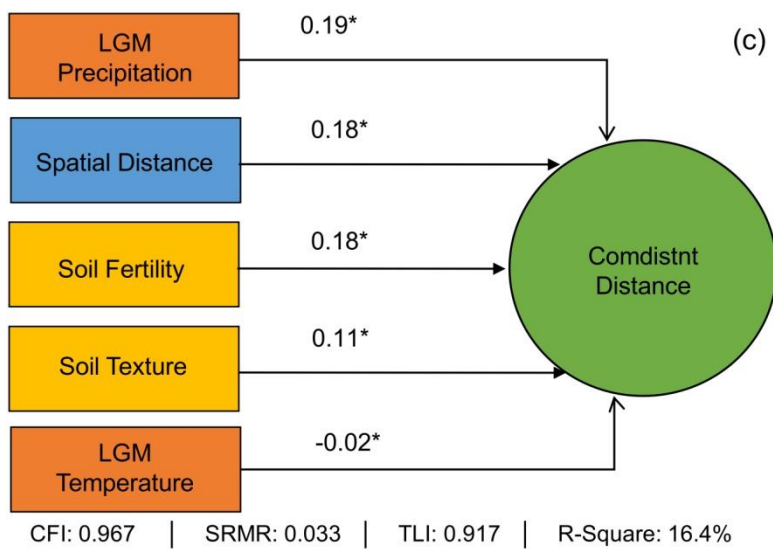 0.19*
(c)
LGM
Precipitation
0.18*
Spatial Distance
0.18*
Soil Fertility
Comdistnt
Distance
0.11*
Soil Texture
-0.02*
LGM
Temperature
CFI: 0.967 | SRMR: 0.033 | TLI: 0.917 | R-Square: 16.4%